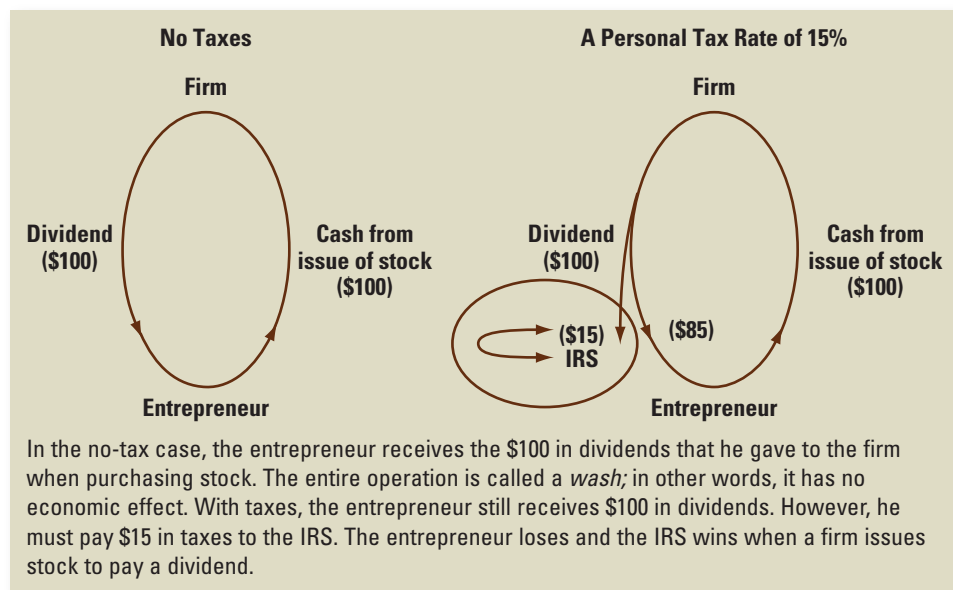 No Taxes
Firm
Dividend
($100)
Cash from
issue of stock
($100)
Entrepreneur
A Personal Tax Rate of 15%
Firm
Dividend
($100)
Cash from
issue of stock
($100)
($15)
IRS
($85)
Entrepreneur
In the no-tax case, the entrepreneur receives the $100 in dividends that he gave to the firm
when purchasing stock. The entire operation is called a wash; in other words, it has no
economic effect. With taxes, the entrepreneur still receives $100 in dividends. However, he
must pay $15 in taxes to the IRS. The entrepreneur loses and the IRS wins when a firm issues
stock to pay a dividend.